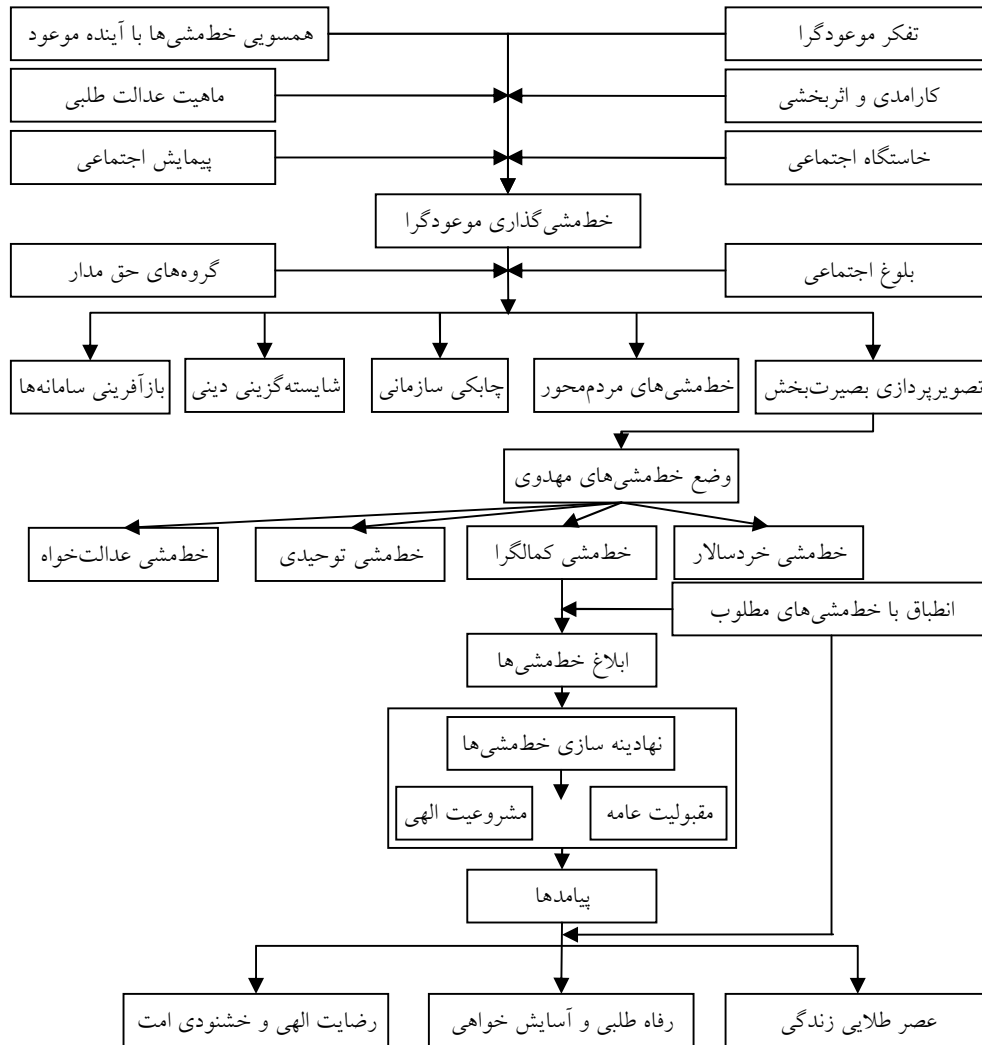 تفکر موعودگرا
همسویی خط‌مشی‌ها با آینده موعود
کارامدی و اثربخشی
ماهیت عدالت طلبی
خاستگاه اجتماعی
پیمایش اجتماعی
خط‌مشی‌گذاری موعودگرا
بلوغ اجتماعی
گروه‌های حق مدار
تصویرپردازی بصیرت‌بخش
خط‌مشی‌های مردم‌محور
چابکی سازمانی
شایسته‌گزینی دینی
بازآفرینی سامانه‌ها
وضع خط‌مشی‌های مهدوی
خط‌مشی خردسالار
خط‌مشی کمالگرا
خط‌مشی توحیدی
خط‌مشی عدالت‌خواه
انطباق با خط‌مشی‌های مطلوب
ابلاغ خط‌مشی‌ها
نهادینه سازی خط‌مشی‌ها
مقبولیت عامه
مشروعیت الهی
پیامدها
عصر طلایی زندگی
رفاه طلبی و آسایش خواهی
رضایت الهی و خشنودی امت